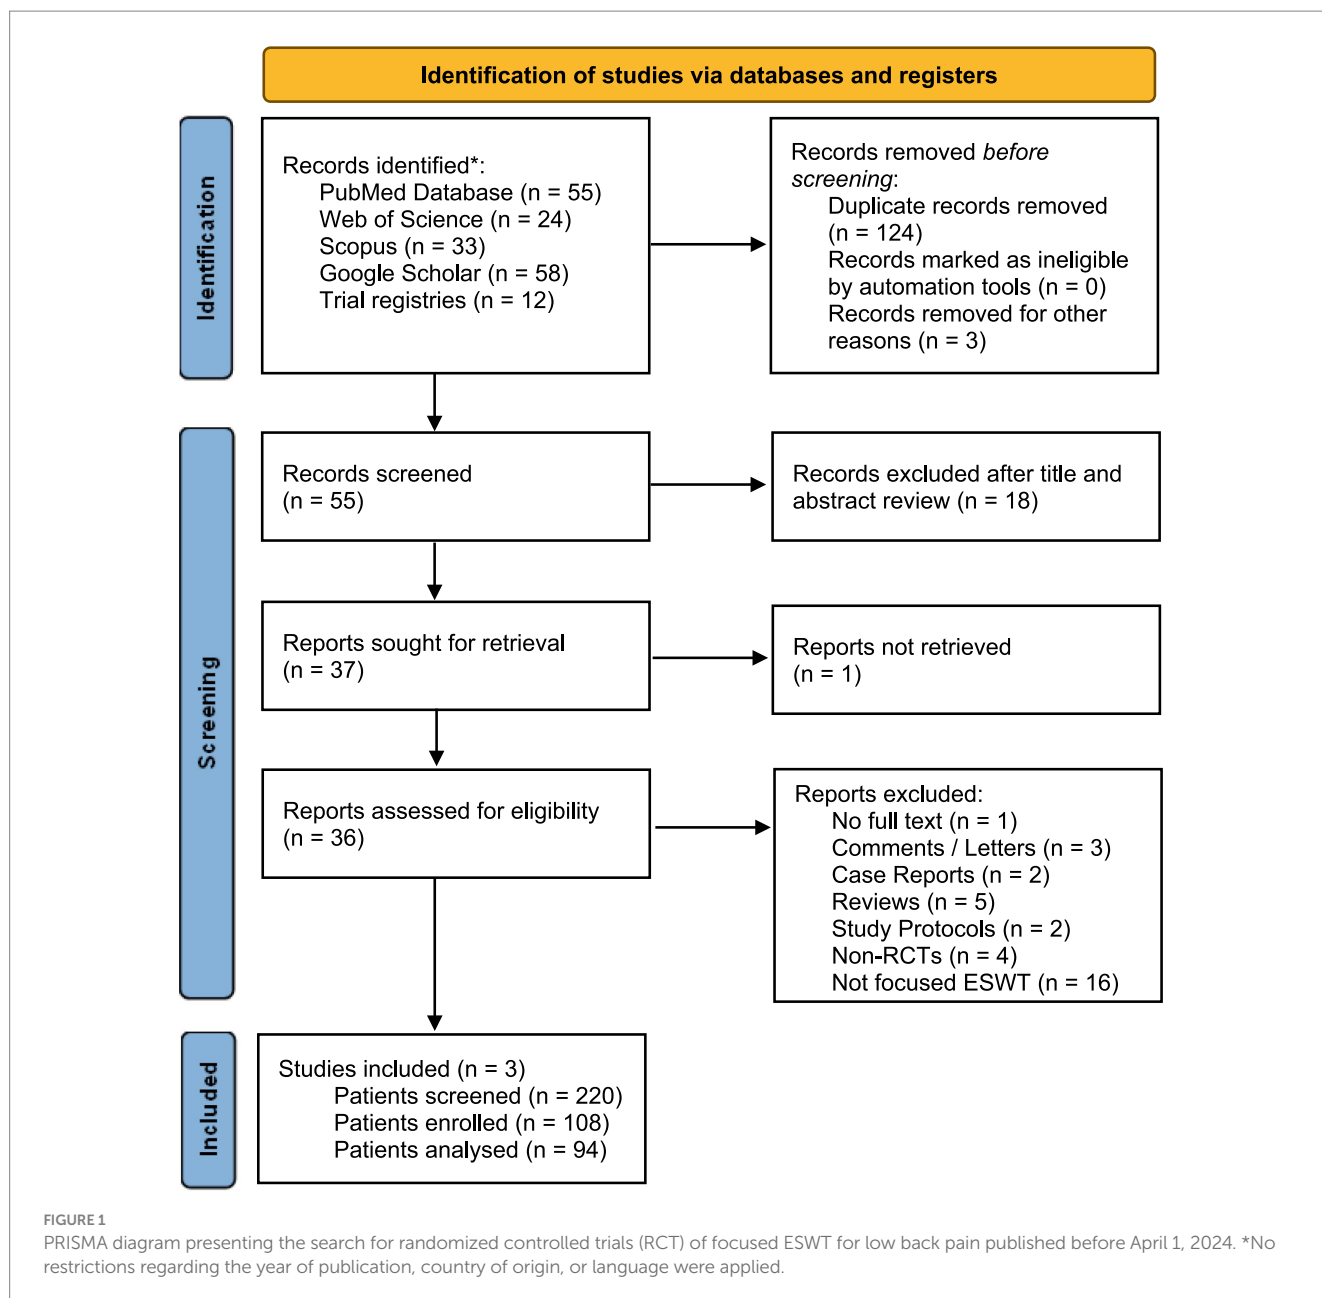 Identification of studies via databases and registers
Identification
Records identified*:
PubMed Database (n = 55)
Web of Science (n = 24)
Scopus (n = 33)
Google Scholar (n = 58)
Trial registries (n = 12)
Records removed before
screening:
Duplicate records removed
(n = 124)
Records marked as ineligible
by automation tools (n = 0)
Records removed for other
reasons (n = 3)
Screening
Records screened
(n = 55)
Records excluded after title and
abstract review (n = 18)
Reports sought for retrieval
(n = 37)
Reports not retrieved
(n = 1)
Reports assessed for eligibility
(n = 36)
Reports excluded:
No full text (n = 1)
Comments / Letters (n = 3)
Case Reports (n = 2)
Reviews (n = 5)
Study Protocols (n = 2)
Non-RCTs (n = 4)
Not focused ESWT (n = 16)
Included
Studies included (n = 3)
Patients screened (n = 220)
Patients enrolled (n = 108)
Patients analysed (n = 94)
FIGURE 1
PRISMA diagram presenting the search for randomized controlled trials (RCT) of focused ESWT for low back pain published before April 1, 2024. *No
restrictions regarding the year of publication, country of origin, or language were applied.